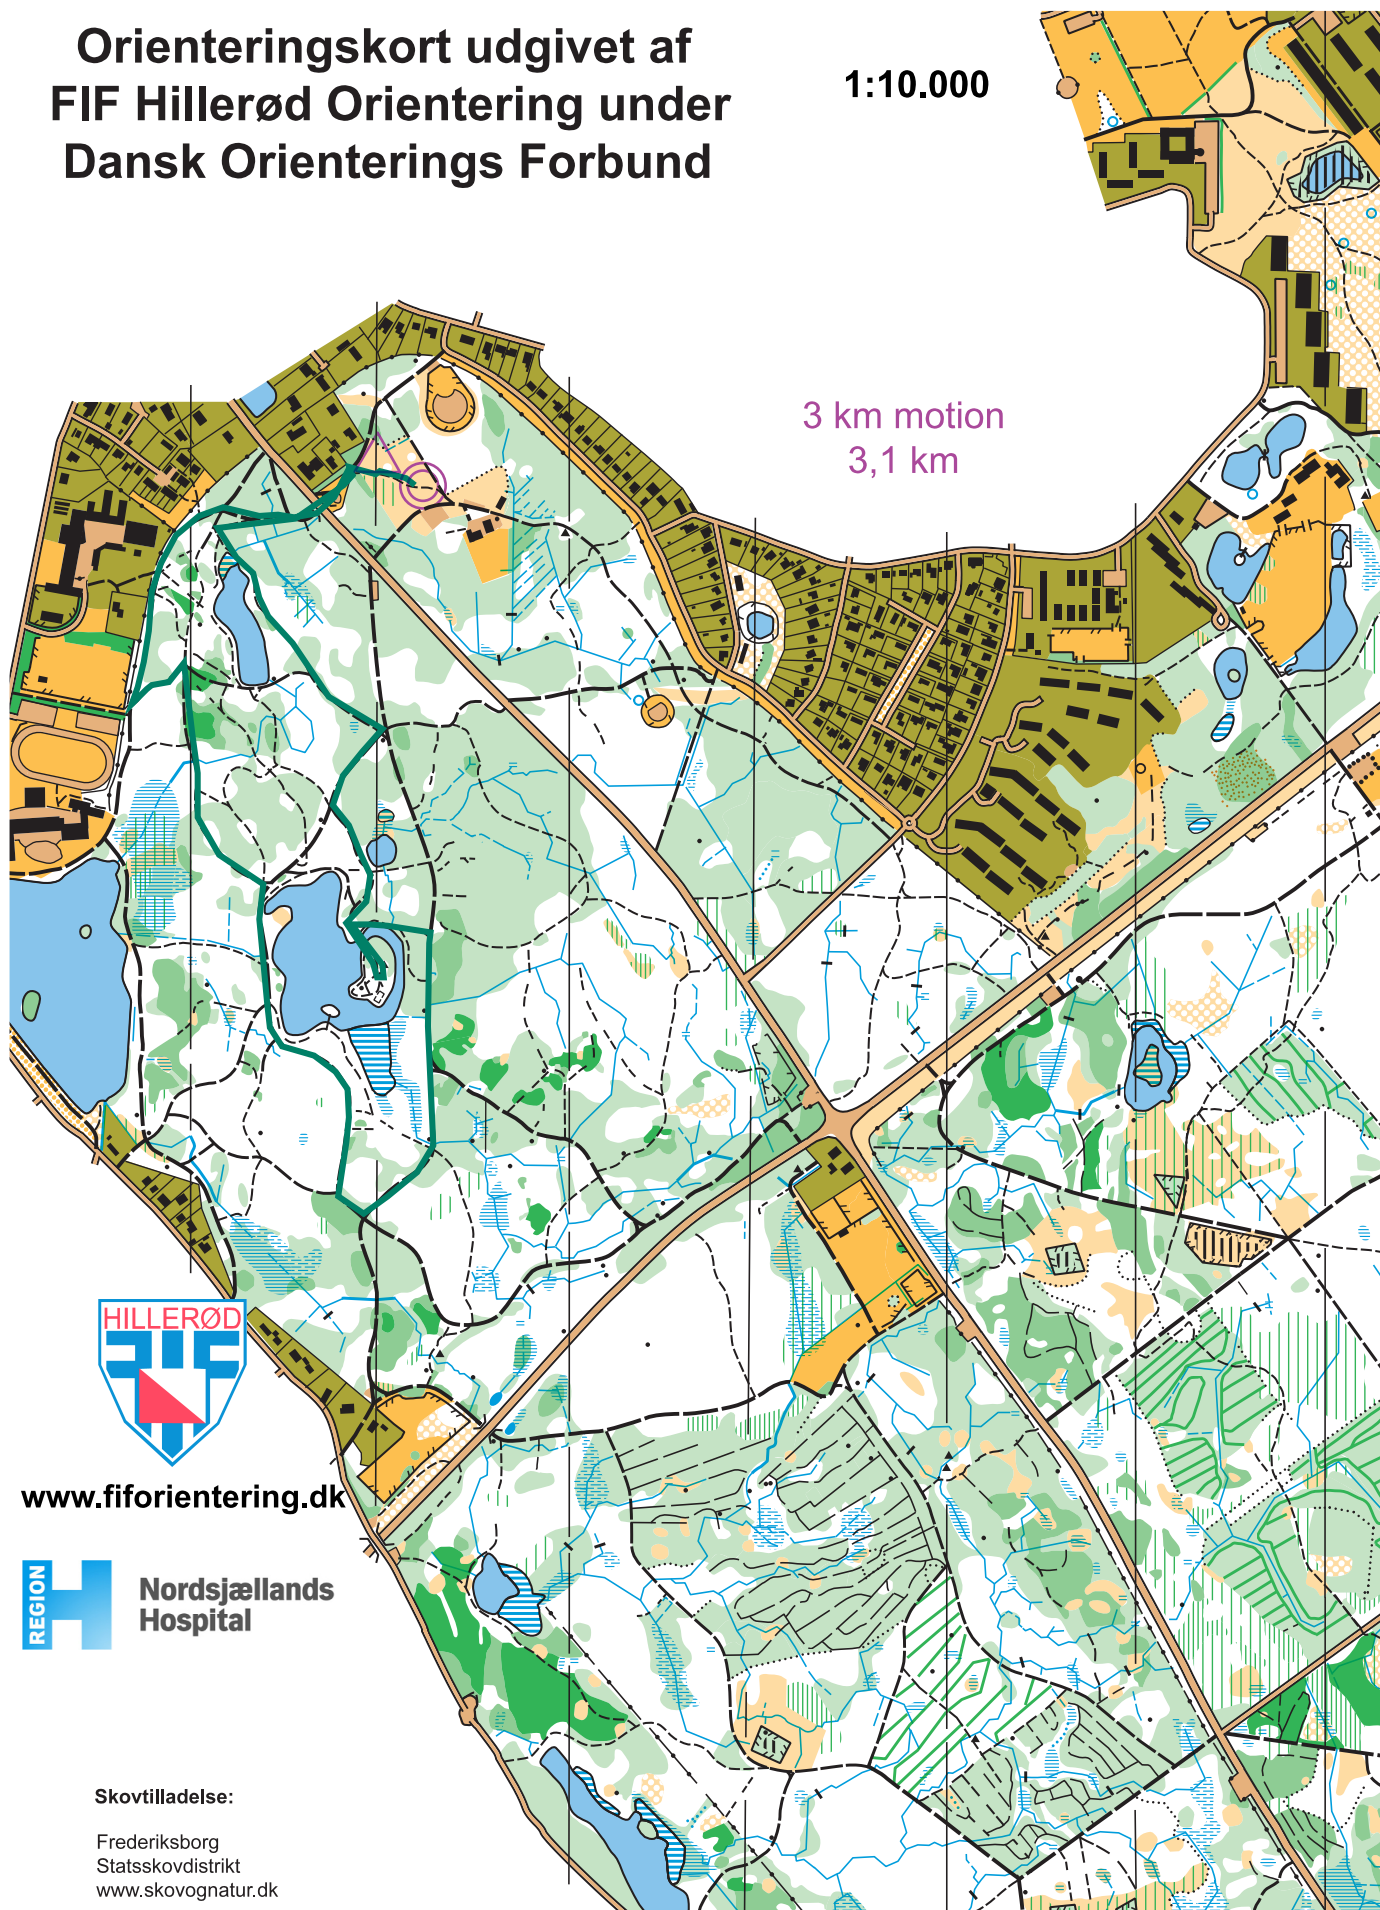 Orienteringskort udgivet af
FIF Hillerød Orientering under
Dansk Orienterings Forbund
1:10.000
3 km motion
3,1 km
HILLERØD
FIF
www.fiforientering.dk
REGION
H
Nordsjællands
Hospital
Skovtilladelse:
Frederiksborg
Statsskovdistrikt
www.skovognatur.dk